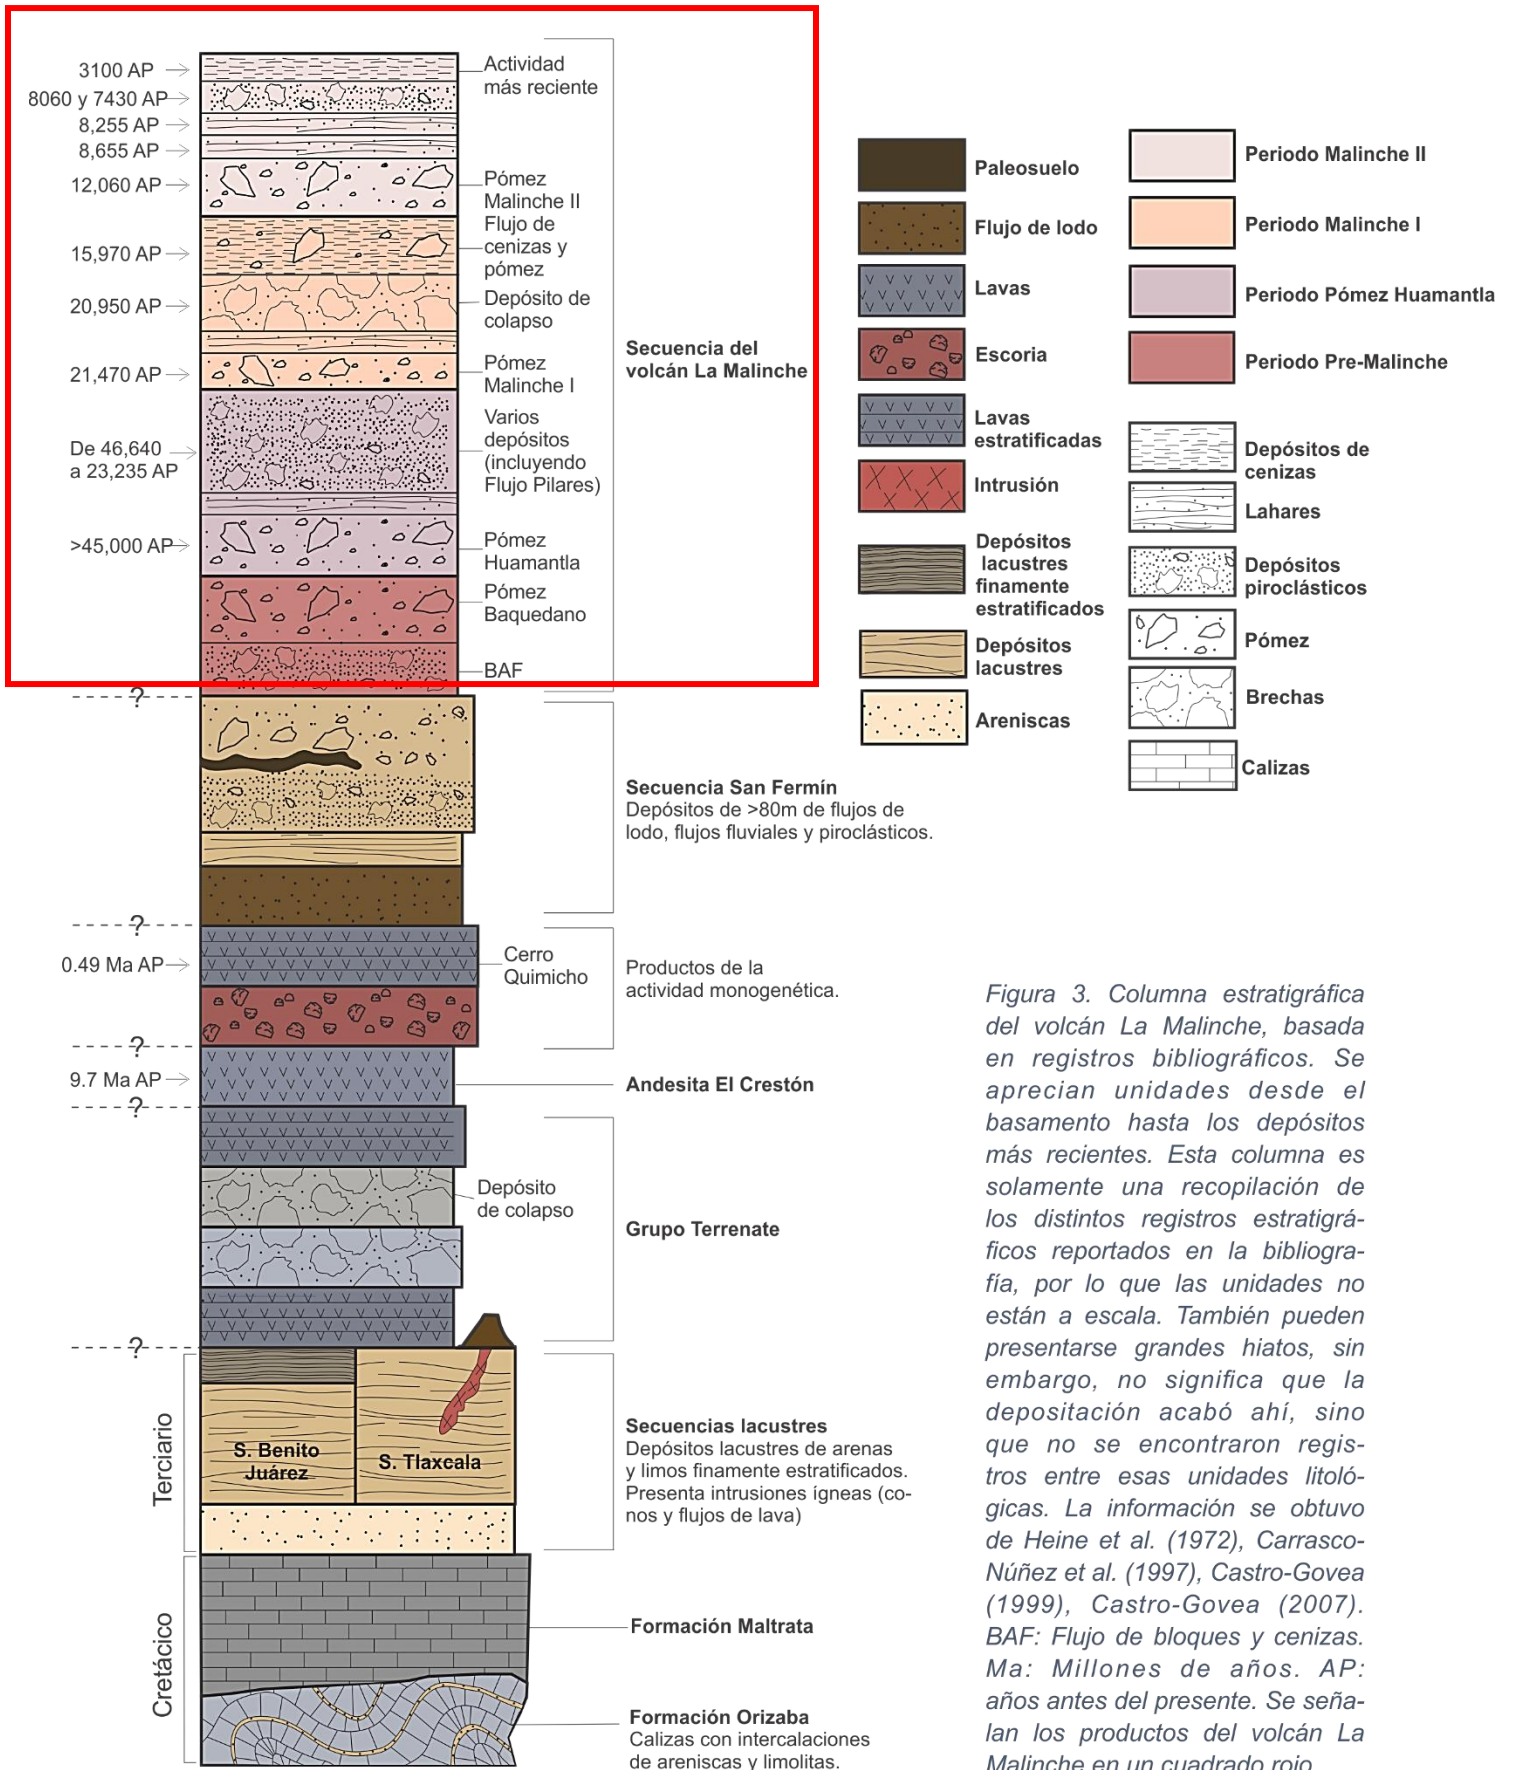 3100 AP
8060 y 7430 AP
8,255 AP
8,655 AP
12,060 AP
15,970 AP
20,950 AP
21,470 AP
De 46,640
a 23,235 AP
>45,000 AP
Actividad
más reciente
Pómez
Malinche II
Flujo de
cenizas y
pómez
Depósito de
colapso
Pómez
Malinche I
Varios
depósitos
(incluyendo
Flujo Pilares)
Pómez
Huamantla
Pómez
Baquedano
BAF
Secuencia del
volcán La Malinche
?
Secuencia San Fermín
Depósitos de >80m de flujos de
lodo, flujos fluviales y piroclásticos.
?
0.49 Ma AP
Cerro
Quimicho
Productos de la
actividad monogenética.
?
9.7 Ma AP
Andesita El Crestón
?
Depósito
de colapso
Grupo Terrenate
?
Terciario
S. Benito
Juárez
S. Tlaxcala
Secuencias lacustres
Depósitos lacustres de arenas
y limos finamente estratificados.
Presenta intrusiones ígneas (co-
nos y flujos de lava)
Cretácico
Formación Maltrata
Formación Orizaba
Calizas con intercalaciones
de areniscas y limolitas.
Paleosuelo
Flujo de lodo
Lavas
Escoria
Lavas
estratificadas
Intrusión
Depósitos
lacustres
finamente
estratificados
Depósitos
lacustres
Areniscas
Periodo Malinche II
Periodo Malinche I
Periodo Pómez Huamantla
Periodo Pre-Malinche
Depósitos de
cenizas
Lahares
Depósitos
piroclásticos
Pómez
Brechas
Calizas
Figura 3. Columna estratigráfica
del volcán La Malinche, basada
en registros bibliográficos. Se
aprecian unidades desde el
basamento hasta los depósitos
más recientes. Esta columna es
solamente una recopilación de
los distintos registros estratigrá-
ficos reportados en la bibliogra-
fía, por lo que las unidades no
están a escala. También pueden
presentarse grandes hiatos, sin
embargo, no significa que la
depositación acabó ahí, sino
que no se encontraron regis-
tros entre esas unidades litoló-
gicas. La información se obtuvo
de Heine et al. (1972), Carrasco-
Núñez et al. (1997), Castro-Govea
(1999), Castro-Govea (2007).
BAF: Flujo de bloques y cenizas.
Ma: Millones de años. AP:
años antes del presente. Se seña-
lan los productos del volcán La
Malinche en un cuadrado rojo.